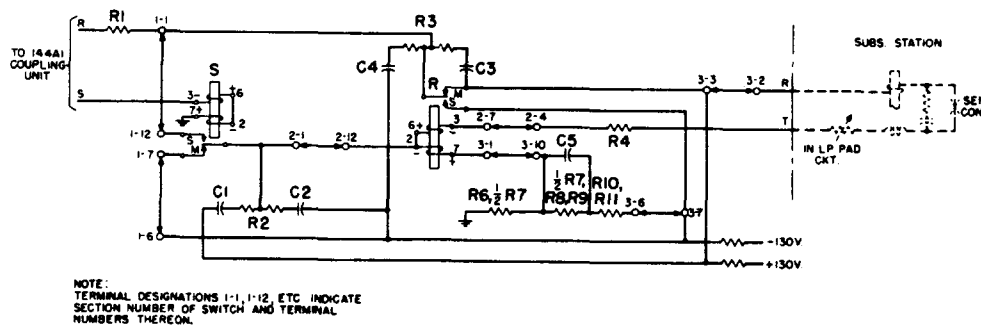 R R1 1-1 R3
TO 144A1
COUPLING
UNIT
S
S
3- 6
7+ 2
1-12
1-7
S
M
2-1 2-12
C1 R2 C2
1-6
C4 C3
R
M
S
6+ 3 2-7 2-4
R4
2
7 3-1 3-10 C5
R6,½ R7
½ R7,
R8,R9
R10,
R11
3-6
3-7
3-3 3-2 R
T
SUBS. STATION
IN LP PAD
CKT.
-130V.
+130V.
NOTE:
TERMINAL DESIGNATIONS 1-1, 1-12, ETC INDICATE
SECTION NUMBER OF SWITCH AND TERMINAL
NUMBERS THEREON.